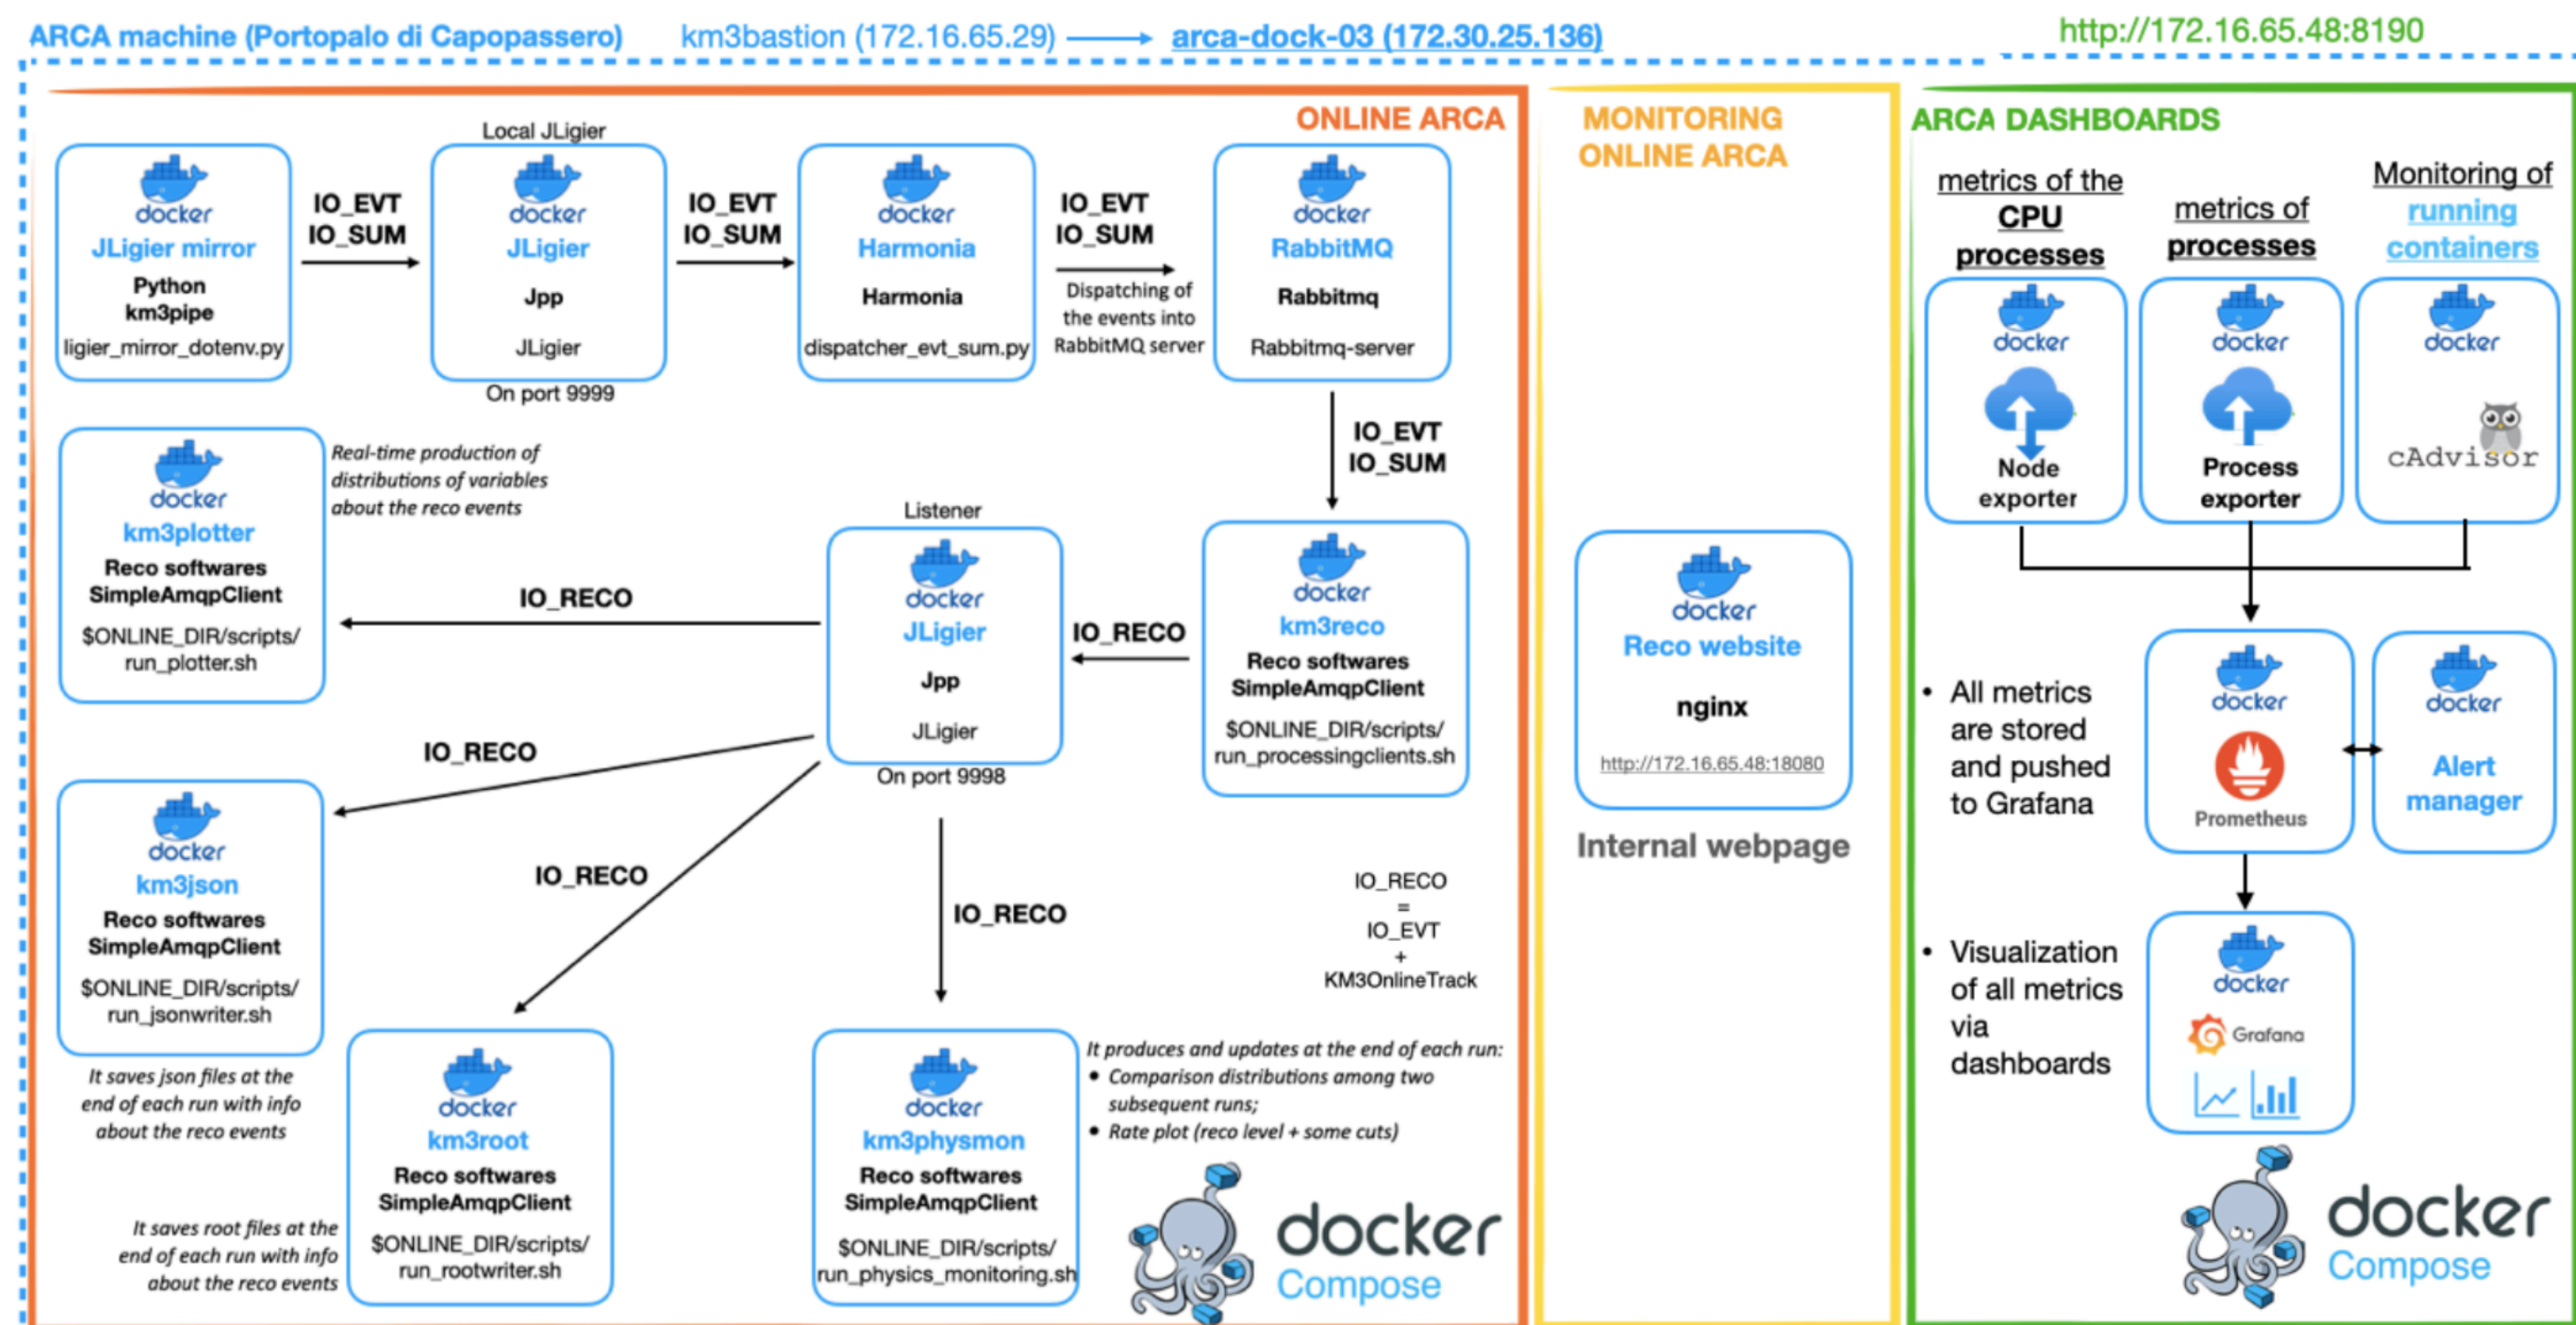 ARCA machine (Portopalo di Capopassero)
km3bastion (172.16.65.29)
arca-dock-03 (172.30.25.136)
http://172.16.65.48:8190
ONLINE ARCA
docker
JLigier mirror
Python
km3pipe
ligier_mirror_dotenv.py
IO_EVT
IO_SUM
Local JLigier
docker
JLigier
Jpp
JLigier
On port 9999
IO_EVT
IO_SUM
docker
Harmonia
Harmonia
dispatcher_evt_sum.py
IO_EVT
IO_SUM
Dispatching of
the events into
RabbitMQ server
docker
RabbitMQ
Rabbitmq
Rabbitmq-server
IO_EVT
IO_SUM
docker
km3reco
Reco softwares
SimpleAmqpClient
$ONLINE_DIR/scripts/
run_processingclients.sh
IO_RECO
Listener
docker
JLigier
Jpp
JLigier
On port 9998
IO_RECO
docker
km3plotter
Reco softwares
SimpleAmqpClient
$ONLINE_DIR/scripts/
run_plotter.sh
Real-time production of
distributions of variables
about the reco events
IO_RECO
docker
km3json
Reco softwares
SimpleAmqpClient
$ONLINE_DIR/scripts/
run_jsonwriter.sh
It saves json files at the
end of each run with info
about the reco events
IO_RECO
docker
km3root
Reco softwares
SimpleAmqpClient
$ONLINE_DIR/scripts/
run_rootwriter.sh
It saves root files at the
end of each run with info
about the reco events
IO_RECO
docker
km3physmon
Reco softwares
SimpleAmqpClient
$ONLINE_DIR/scripts/
run_physics_monitoring.sh
IO_RECO
=
IO_EVT
+
KM3OnlineTrack
It produces and updates at the end of each run:
• Comparison distributions among two
subsequent runs;
• Rate plot (reco level + some cuts)
docker
Compose
MONITORING
ONLINE ARCA
docker
Reco website
nginx
http://172.16.65.48:18080
Internal webpage
ARCA DASHBOARDS
metrics of the
CPU
processes
docker
Node
exporter
metrics of
processes
docker
Process
exporter
Monitoring of
running
containers
docker
cAdvisor
• All metrics
are stored
and pushed
to Grafana
docker
Prometheus
docker
Alert
manager
• Visualization
of all metrics
via
dashboards
docker
Grafana
docker
Compose